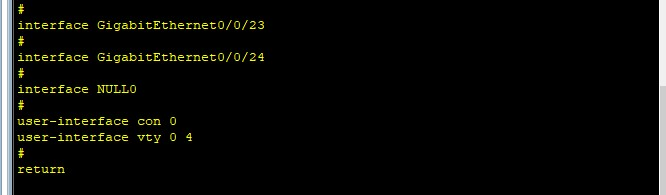 #
interface GigabitEthernet0/0/23
#
interface GigabitEthernet0/0/24
#
interface NULL0
#
user-interface con 0
user-interface vty 0 4
#
return